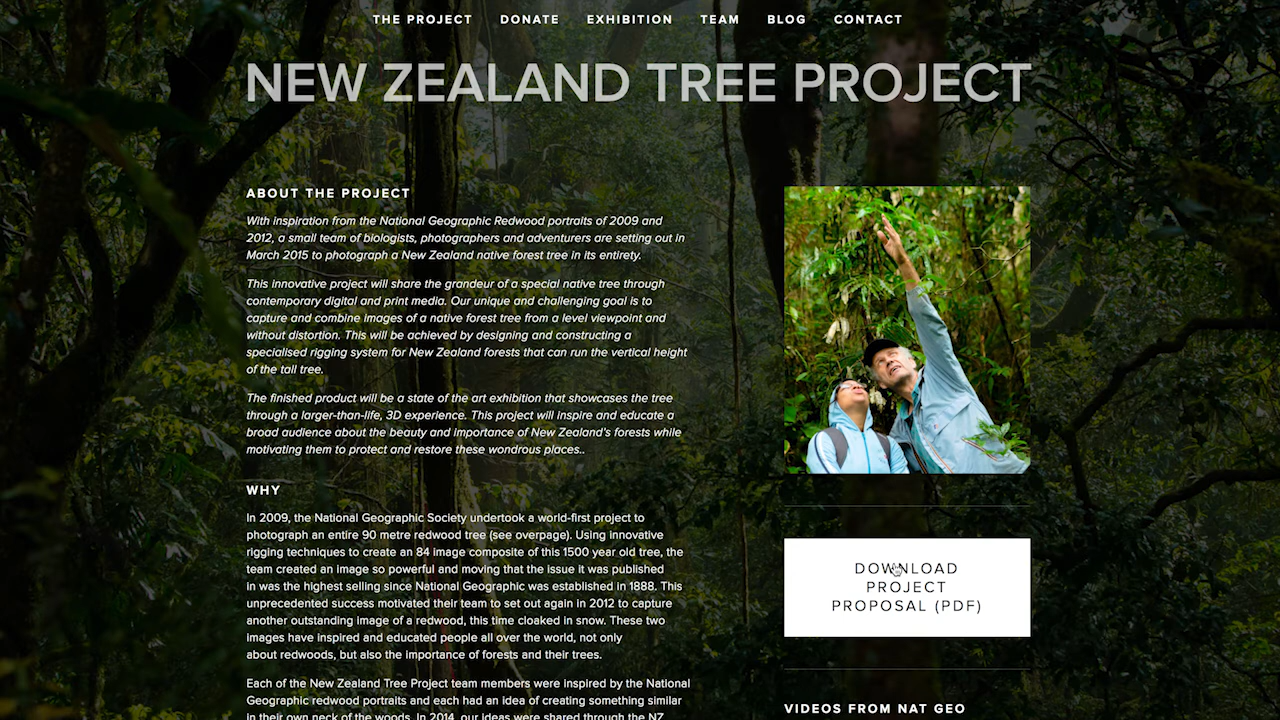 THE PROJECT DONATE EXHIBITION TEAM BLOG CONTACT
NEW ZEALAND TREE PROJECT
ABOUT THE PROJECT
With inspiration from the National Geographic Redwood portraits of 2009 and
2012, a small team of biologists, photographers and adventurers are setting out in
March 2015 to photograph a New Zealand native forest tree in its entirety.
This innovative project will share the grandeur of a special native tree through
contemporary digital and print media. Our unique and challenging goal is to
capture and combine images of a native forest tree from a level viewpoint and
without distortion. This will be achieved by designing and constructing a
specialised rigging system for New Zealand forests that can run the vertical height
of the tall tree.
The finished product will be a state of the art exhibition that showcases the tree
through a larger-than-life, 3D experience. This project will inspire and educate a
broad audience about the beauty and importance of New Zealand's forests while
motivating them to protect and restore these wondrous places..
WHY
In 2009, the National Geographic Society undertook a world-first project to
photograph an entire 90 metre redwood tree (see overpage). Using innovative
rigging techniques to create an 84 image composite of this 1500 year old tree, the
team created an image so powerful and moving that the issue it was published
in was the highest selling since National Geographic was established in 1888. This
unprecedented success motivated their team to set out again in 2012 to capture
another outstanding image of a redwood, this time cloaked in snow. These two
images have inspired and educated people all over the world, not only
about redwoods, but also the importance of forests and their trees.
Each of the New Zealand Tree Project team members were inspired by the National
Geographic redwood portraits and each had an idea of creating something similar
in their own neck of the woods. In 2014, our ideas were shared through the NZ
DOWNLOAD
PROJECT
PROPOSAL (PDF)
VIDEOS FROM NAT GEO